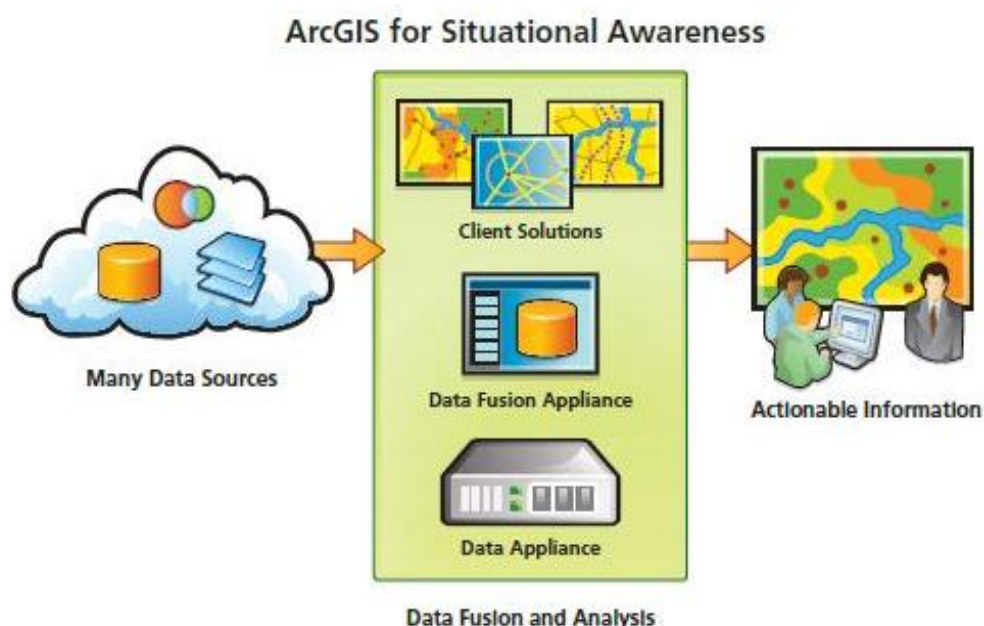 ArcGIS for Situational Awareness
Client Solutions
Many Data Sources
Data Fusion Appliance
Actionable Information
Data Appliance
Data Fusion and Analysis